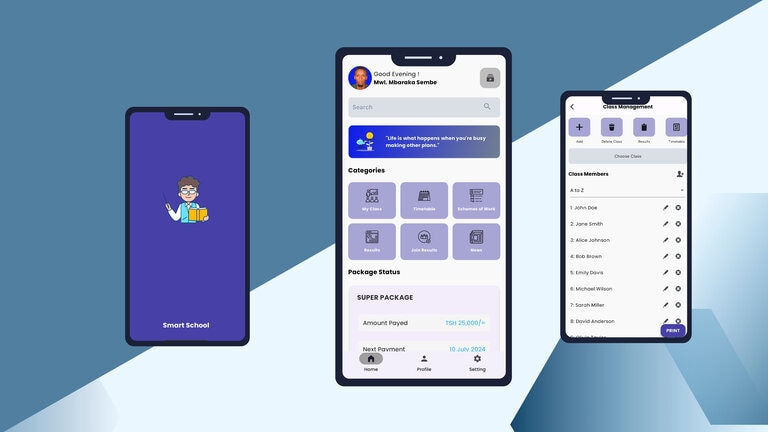 Smart School
Good Evening !
Mwl. Mbaraka Sembe
Search
"Life is what happens when you're busy
making other plans."
Categories
My Class
Timetable
Schemes of Work
Results
Join Results
News
Package Status
SUPER PACKAGE
Amount Payed
TSH 25,000/=
Next Payment
10 July 2024
Home
Profile
Setting
Class Management
Add
Delete Class
Results
Timetable
Choose Class
Class Members
A to Z
1: John Doe
2: Jane Smith
3: Alice Johnson
4: Bob Brown
5: Emily Davis
6: Michael Wilson
7: Sarah Miller
8: David Anderson
PRINT